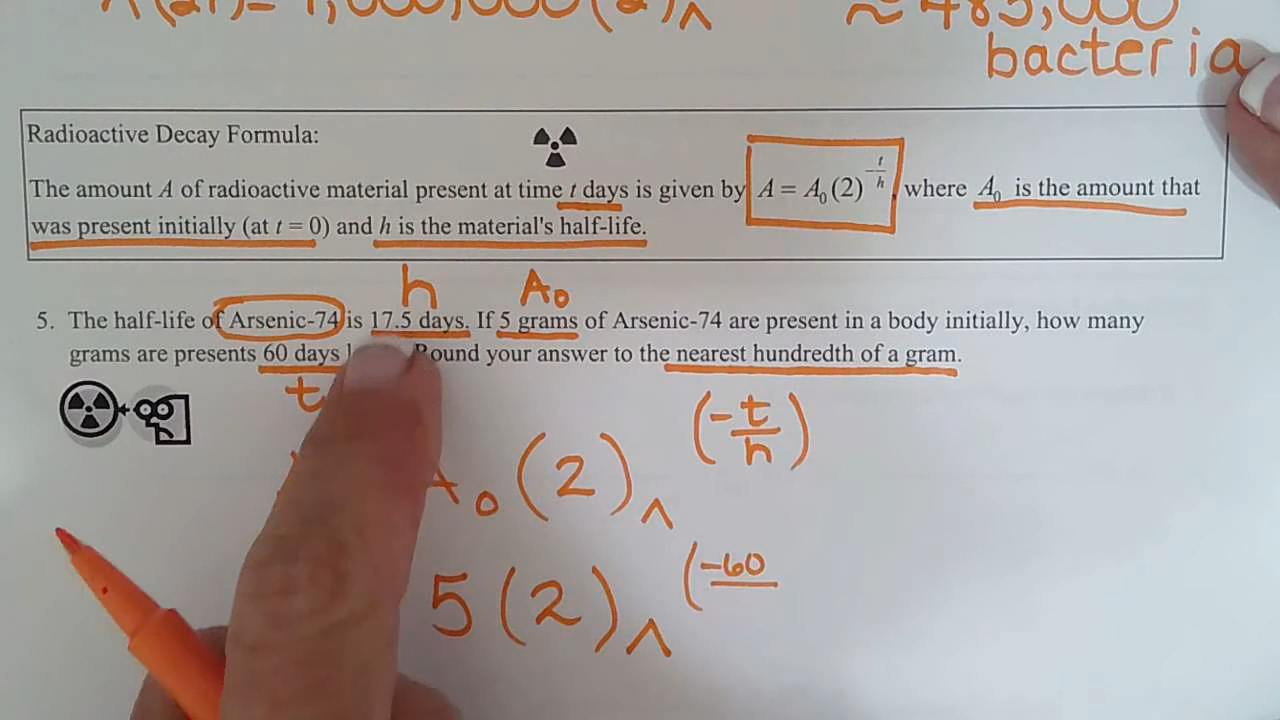 ≈ 485,000
bacteria
Radioactive Decay Formula:
The amount A of radioactive material present at time t days is given by A = A₀(2)^(-t/h), where A₀ is the amount that
was present initially (at t = 0) and h is the material's half-life.
h A₀
5. The half-life of Arsenic-74 is 17.5 days. If 5 grams of Arsenic-74 are present in a body initially, how many
grams are presents 60 days Round your answer to the nearest hundredth of a gram.
t
A₀(2)^(-t/h)
5(2)^(-60